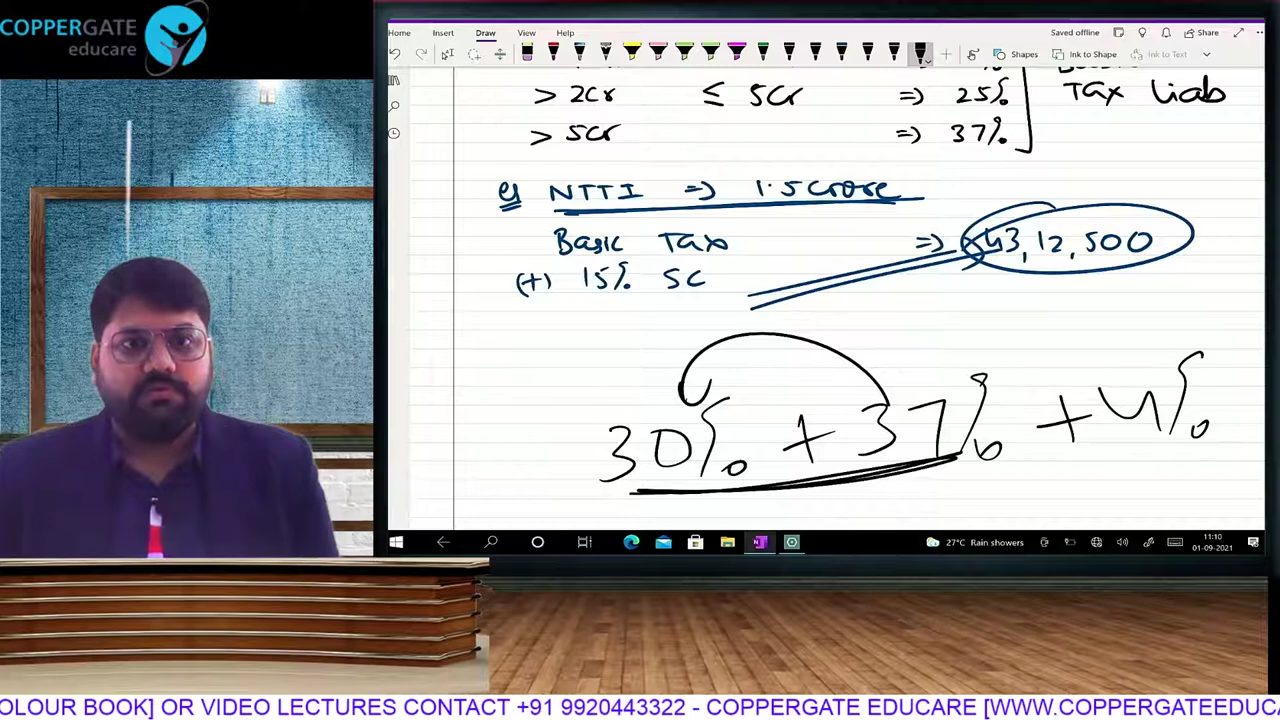 COPPERGATE
educare
Home Insert Draw View Help Saved offline Share
Shapes Ink to Shape Ink to Text
> 2Cr ≤ 5Cr => 25% Tax Liab
> 5Cr => 37%
eg NTTI => 1.5 crore
Basic Tax => 43,12,500
(+) 15% SC
30% + 37% + 4%
27°C Rain showers 11:10
01-09-2021
OLOUR BOOK] OR VIDEO LECTURES CONTACT +91 9920443322 - COPPERGATE EDUCARE [WWW.COPPERGATEEDUCA